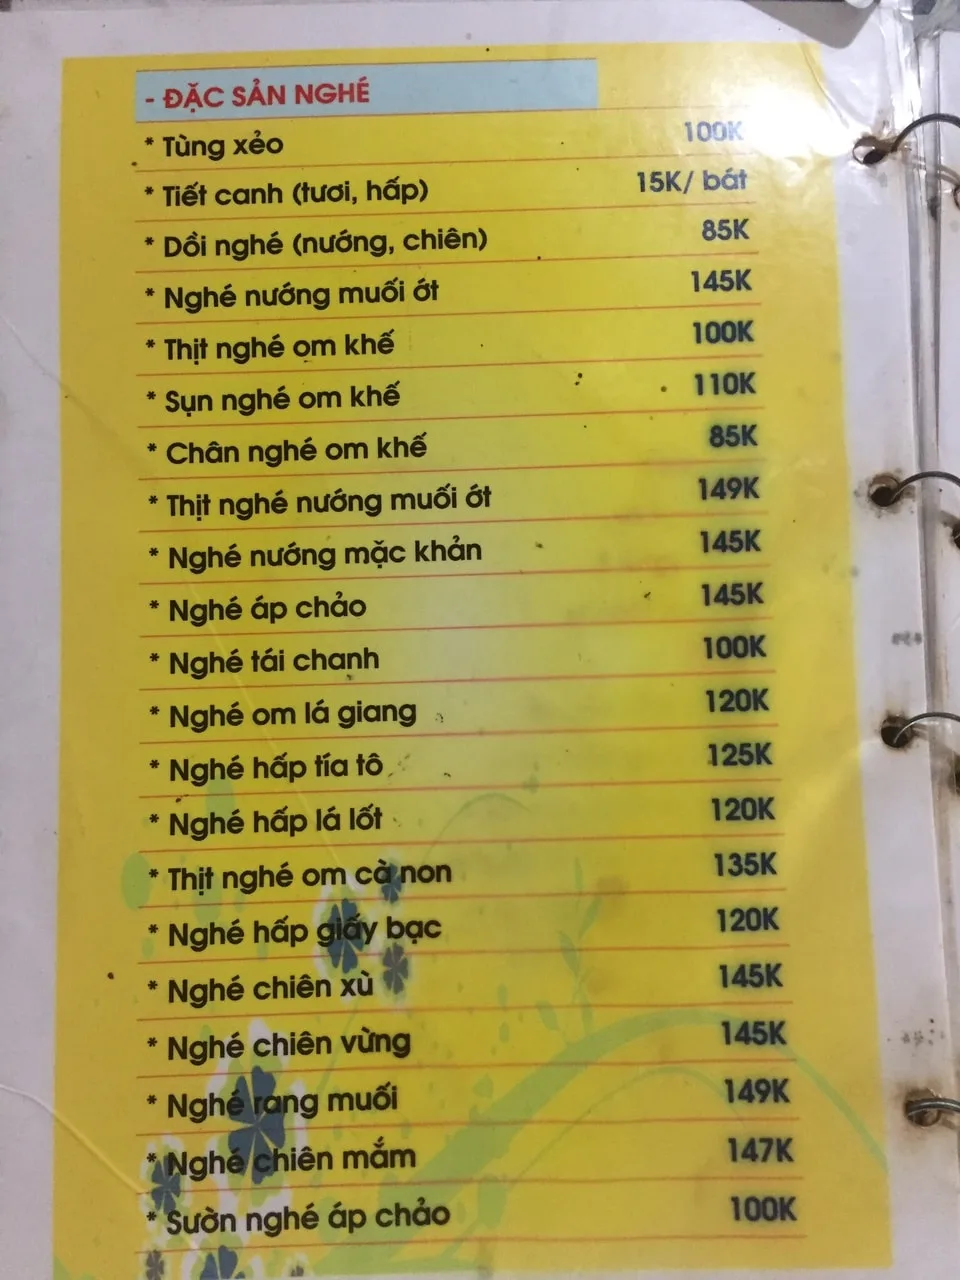 - ĐẶC SẢN NGHÉ
* Tùng xẻo 100K
* Tiết canh (tươi, hấp) 15K/ bát
* Dồi nghé (nướng, chiên) 85K
* Nghé nướng muối ớt 145K
* Thịt nghé om khế 100K
* Sụn nghé om khế 110K
* Chân nghé om khế 85K
* Thịt nghé nướng muối ớt 149K
* Nghé nướng mặc khản 145K
* Nghé áp chảo 145K
* Nghé tái chanh 100K
* Nghé om lá giang 120K
* Nghé hấp tía tô 125K
* Nghé hấp lá lốt 120K
* Thịt nghé om cà non 135K
* Nghé hấp giấy bạc 120K
* Nghé chiên xù 145K
* Nghé chiên vừng 145K
* Nghé rang muối 149K
* Nghé chiên mắm 147K
* Sườn nghé áp chảo 100K